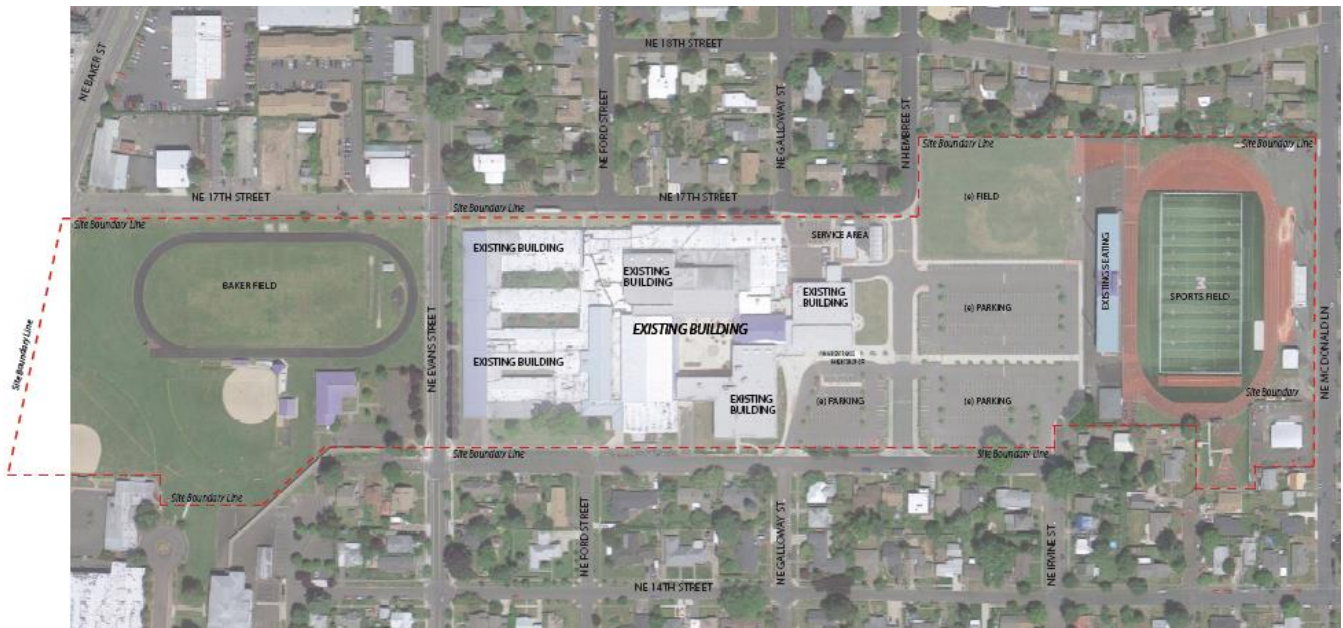 NE 18TH STREET
NE BAKER ST
NE FORD STREET
NE GALLOWAY ST
N HEMBREE ST.
Site Boundary Line
Site Boundary Line
NE 17TH STREET
NE 17TH STREET
(e) FIELD
Site Boundary Line
Site Boundary Line
SERVICE AREA
EXISTING BUILDING
EXISTING
BUILDING
BAKER FIELD
EXISTING
BUILDING
EXISTING SEATING
SPORTS FIELD
(e) PARKING
EXISTING BUILDING
NE EVANS STREET
Site Boundary Line
EXISTING BUILDING
NE MCDONALD LN
EXISTING
BUILDING
(e) PARKING
(e) PARKING
Site Boundary
Site Boundary Line
Site Boundary Line
Site Boundary Line
NE FORD STREET
NE GALLOWAY ST
NE IRVINE ST
NE 14TH STREET